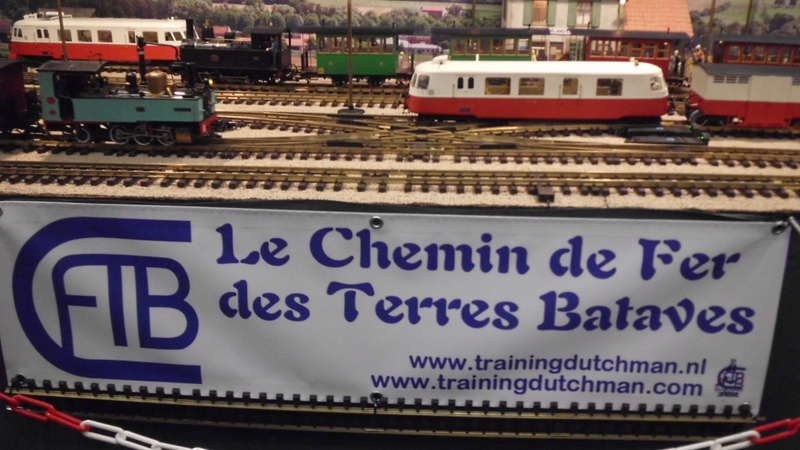 CFTB
Le Chemin de Fer
des Terres Bataves
www.trainingdutchman.nl
www.trainingdutchman.com